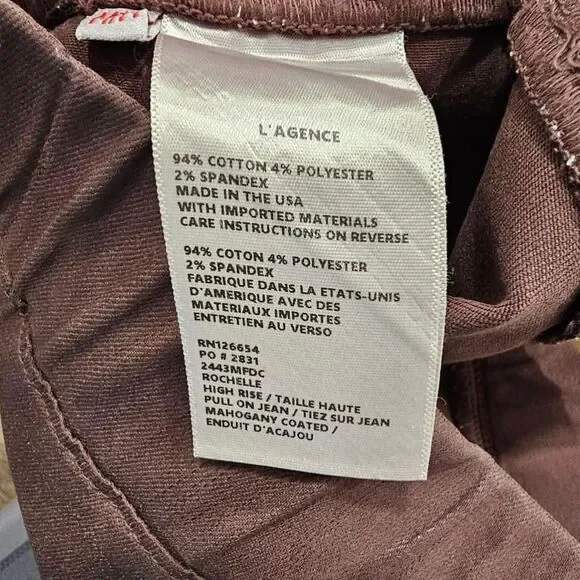 L'AGENCE
94% COTTON 4% POLYESTER
2% SPANDEX
MADE IN THE USA
WITH IMPORTED MATERIALS
CARE INSTRUCTIONS ON REVERSE
94% COTON 4% POLYESTER
2% SPANDEX
FABRIQUE DANS LA ETATS-UNIS
D'AMERIQUE AVEC DES
MATERIAUX IMPORTES
ENTRETIEN AU VERSO
RN126654
PO # 2831
2443MFDC
ROCHELLE
HIGH RISE / TAILLE HAUTE
PULL ON JEAN / TIEZ SUR JEAN
MAHOGANY COATED /
ENDUIT D'ACAJOU